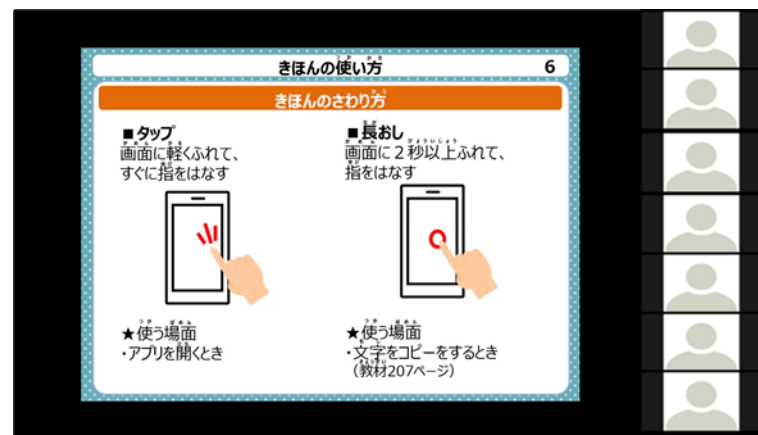 きほんの使い方 6
きほんのさわり方
■タップ
画面に軽くふれて、
すぐに指をはなす
★使う場面
・アプリを開くとき
■長おし
画面に２秒以上ふれて、
指をはなす
★使う場面
・文字をコピーをするとき
（教材207ページ）